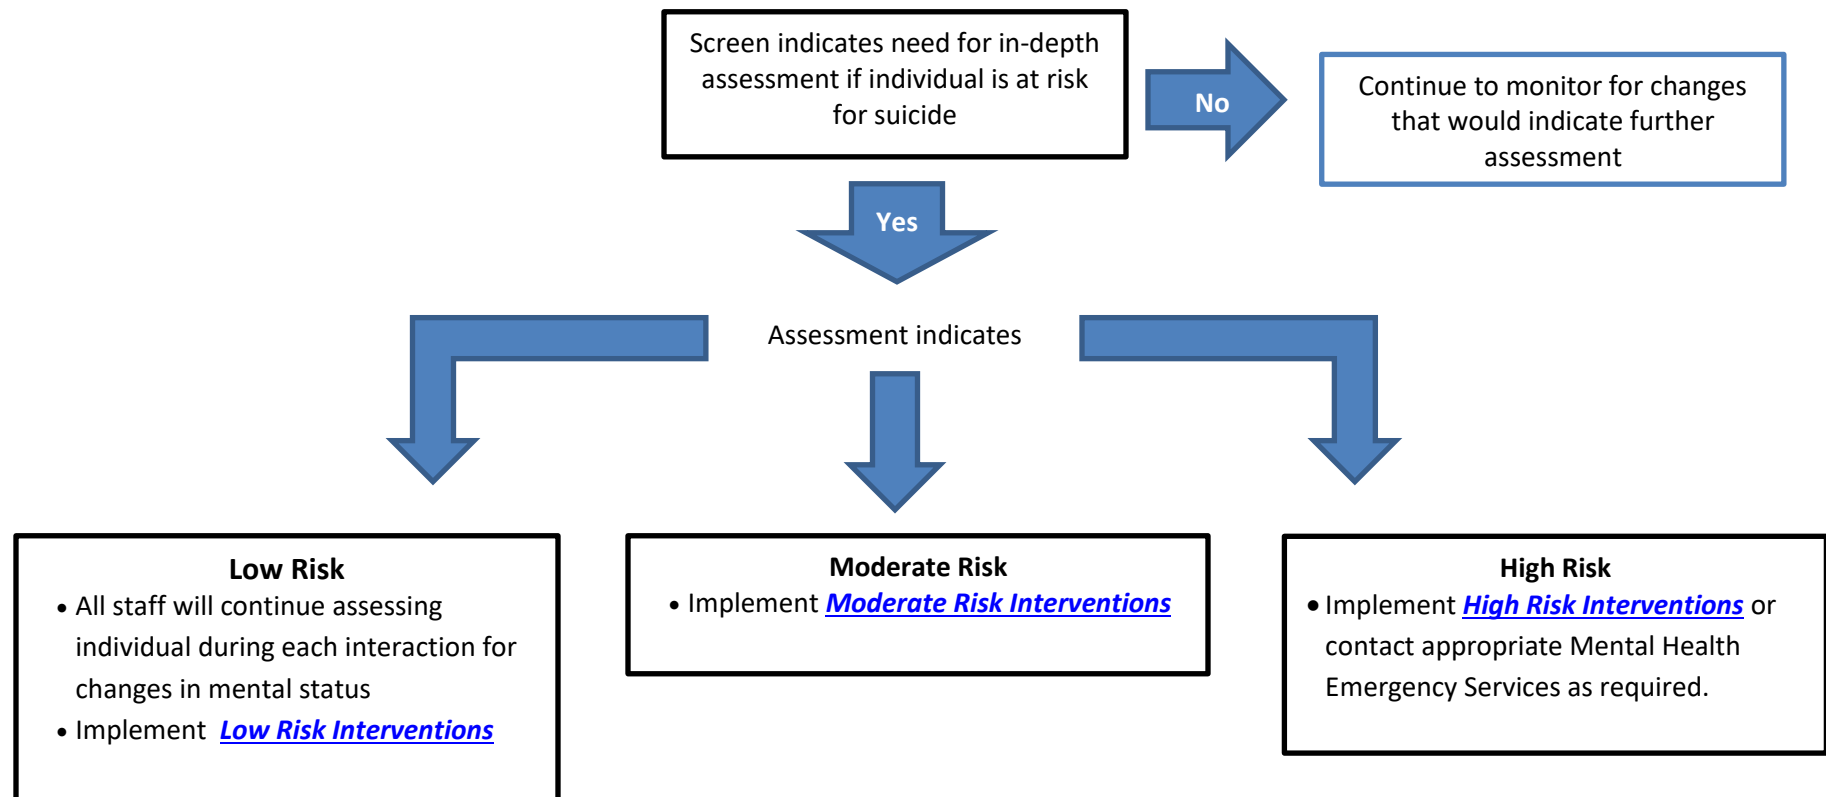 Screen indicates need for in-depth
assessment if individual is at risk
for suicide
No
Continue to monitor for changes
that would indicate further
assessment
Yes
Assessment indicates
Low Risk
• All staff will continue assessing
individual during each interaction for
changes in mental status
• Implement Low Risk Interventions
Moderate Risk
• Implement Moderate Risk Interventions
High Risk
• Implement High Risk Interventions or
contact appropriate Mental Health
Emergency Services as required.